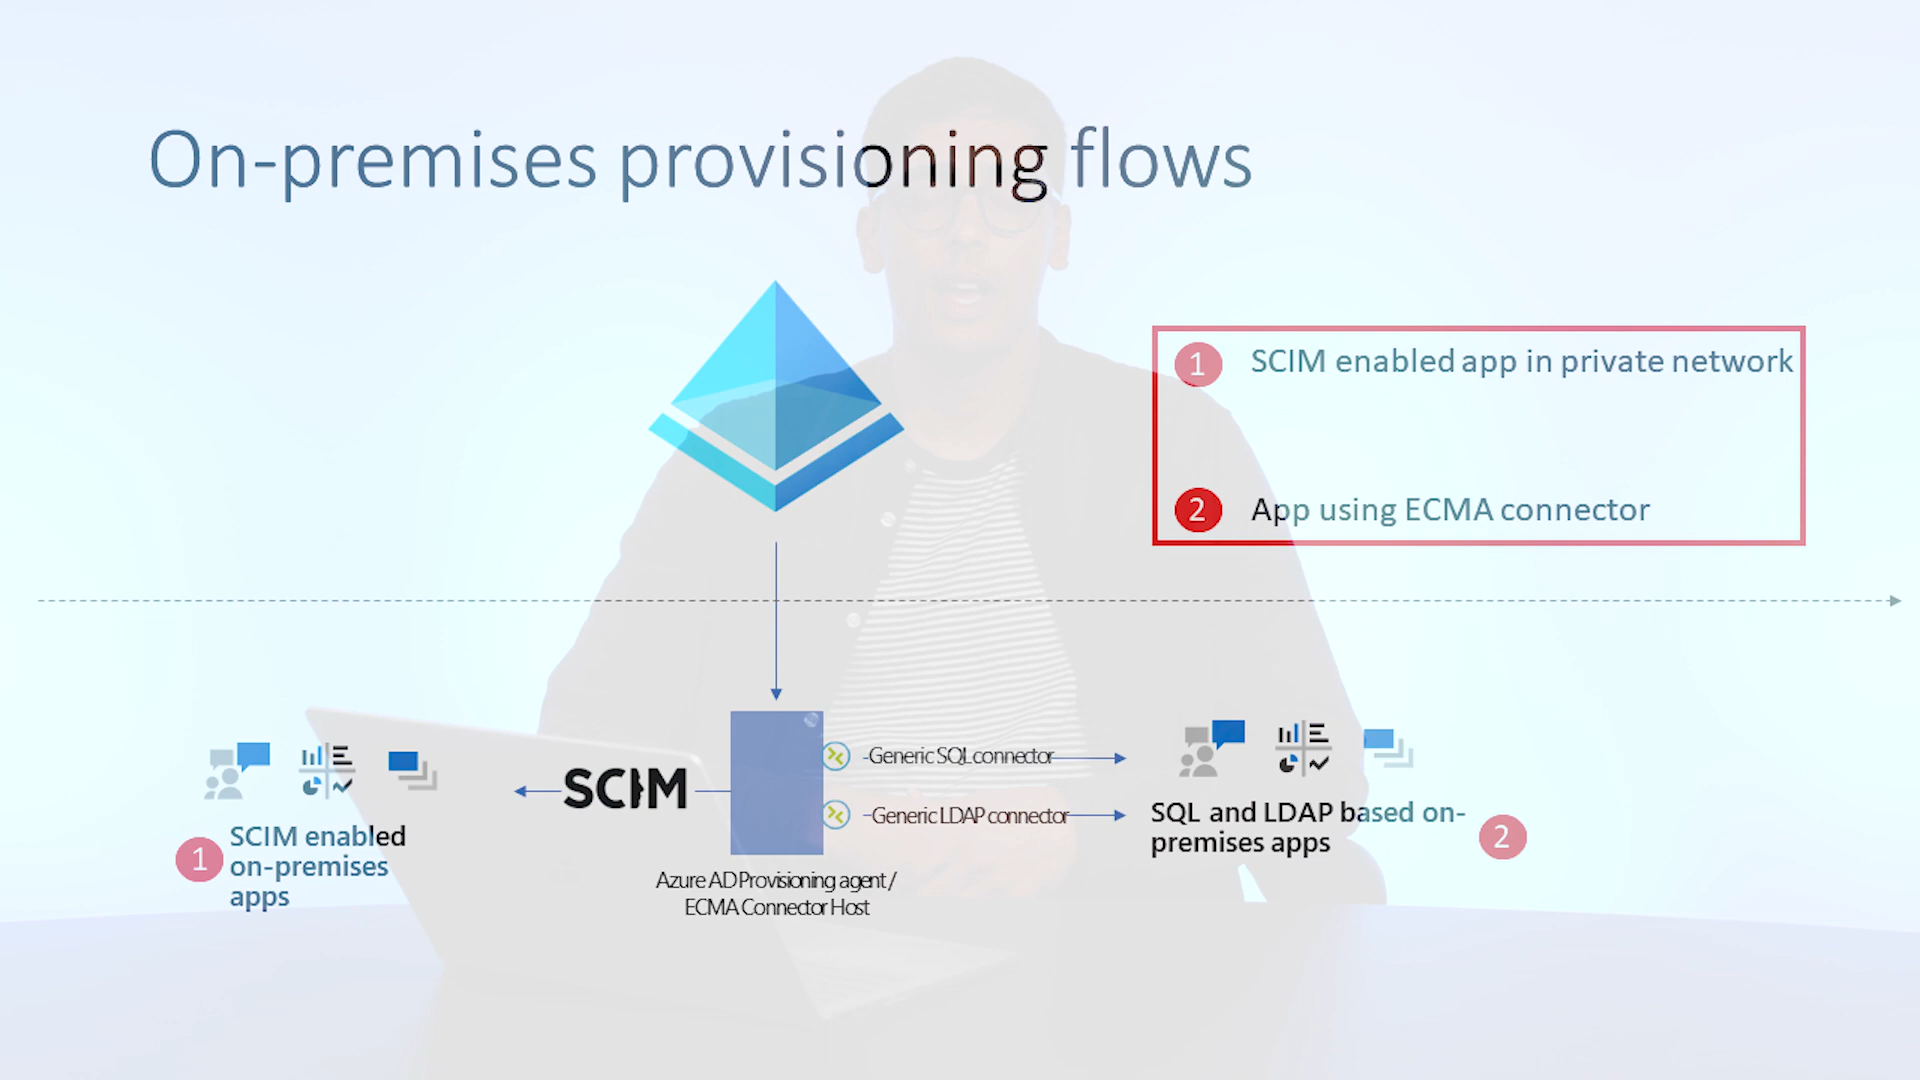 On-premises provisioning flows
1 SCIM enabled app in private network
2 App using ECMA connector
1 SCIM enabled
on-premises
apps
SCIM
Generic SQL connector
Generic LDAP connector
Azure AD Provisioning agent /
ECMA Connector Host
SQL and LDAP based on-
premises apps 2